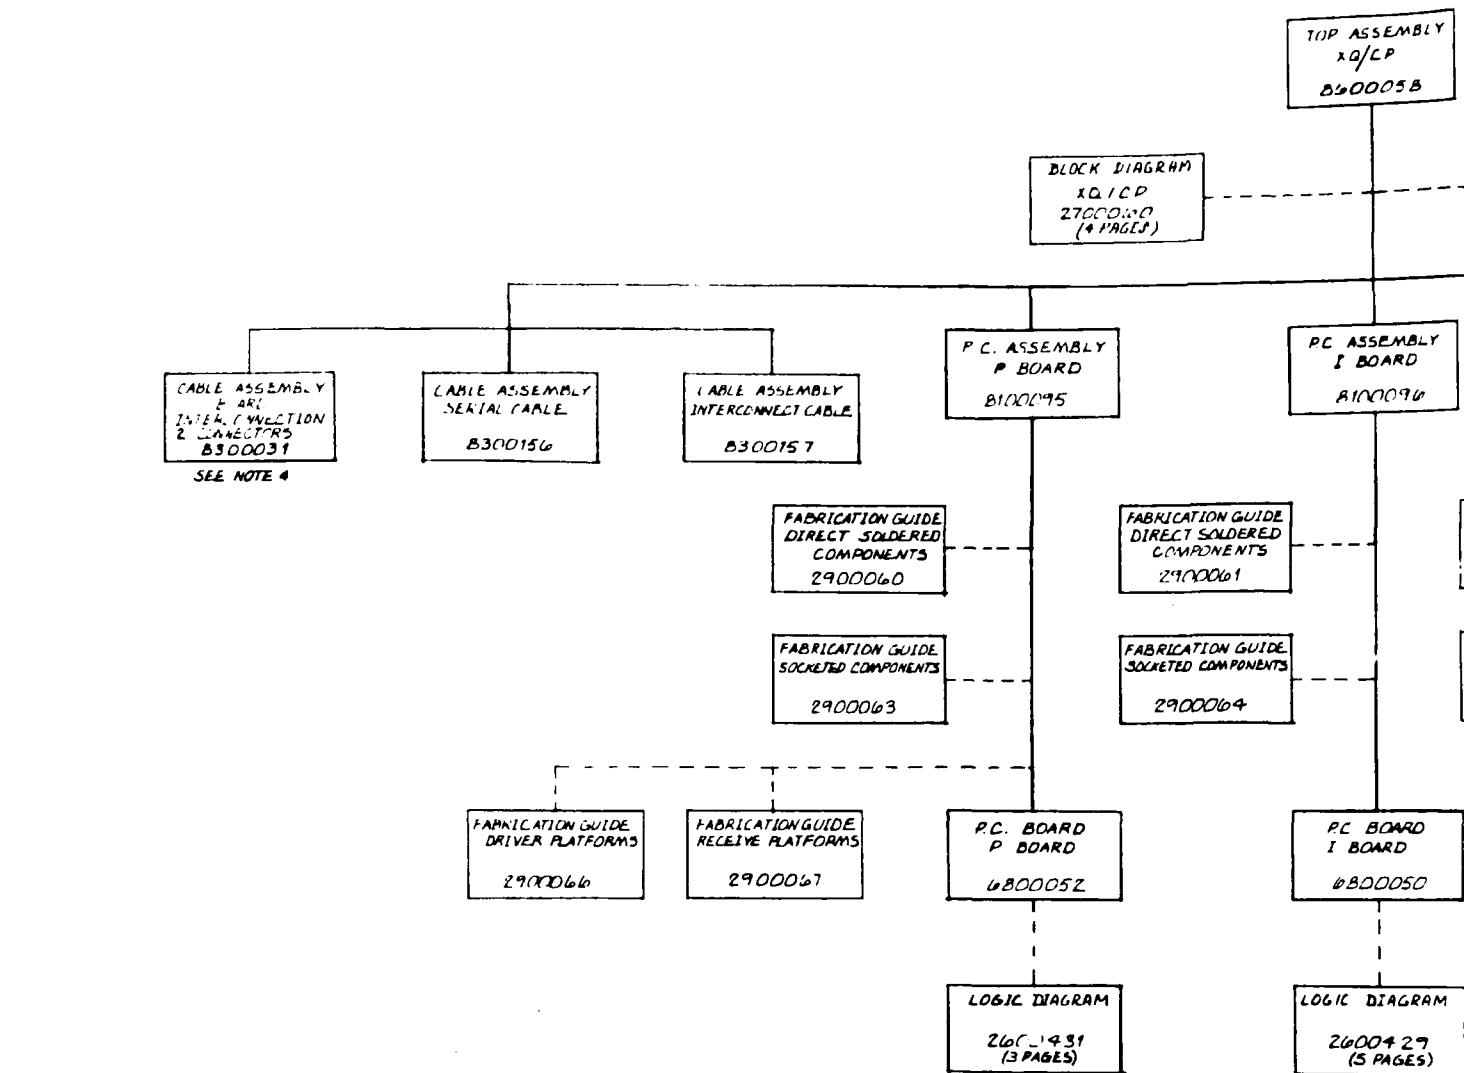 TOP ASSEMBLY
XQ/CP
8600058
BLOCK DIAGRAM
XQ/CP
(4 PAGES)
CABLE ASSEMBLY
2 CONNECTORS
8300031
SEE NOTE 4
CABLE ASSEMBLY
SERIAL CABLE
8300156
CABLE ASSEMBLY
INTERCONNECT CABLE
8300157
P.C. ASSEMBLY
P BOARD
8100095
P.C ASSEMBLY
I BOARD
8100096
FABRICATION GUIDE
DIRECT SOLDERED
COMPONENTS
2900060
FABRICATION GUIDE
DIRECT SOLDERED
COMPONENTS
2900061
FABRICATION GUIDE
SOCKETED COMPONENTS
2900063
FABRICATION GUIDE
SOCKETED COMPONENTS
2900064
FABRICATION GUIDE
DRIVER PLATFORMS
2900066
FABRICATION GUIDE
RECEIVE PLATFORMS
2900067
P.C. BOARD
P BOARD
6800052
P.C BOARD
I BOARD
6800050
LOGIC DIAGRAM
(3 PAGES)
LOGIC DIAGRAM
2600429
(5 PAGES)